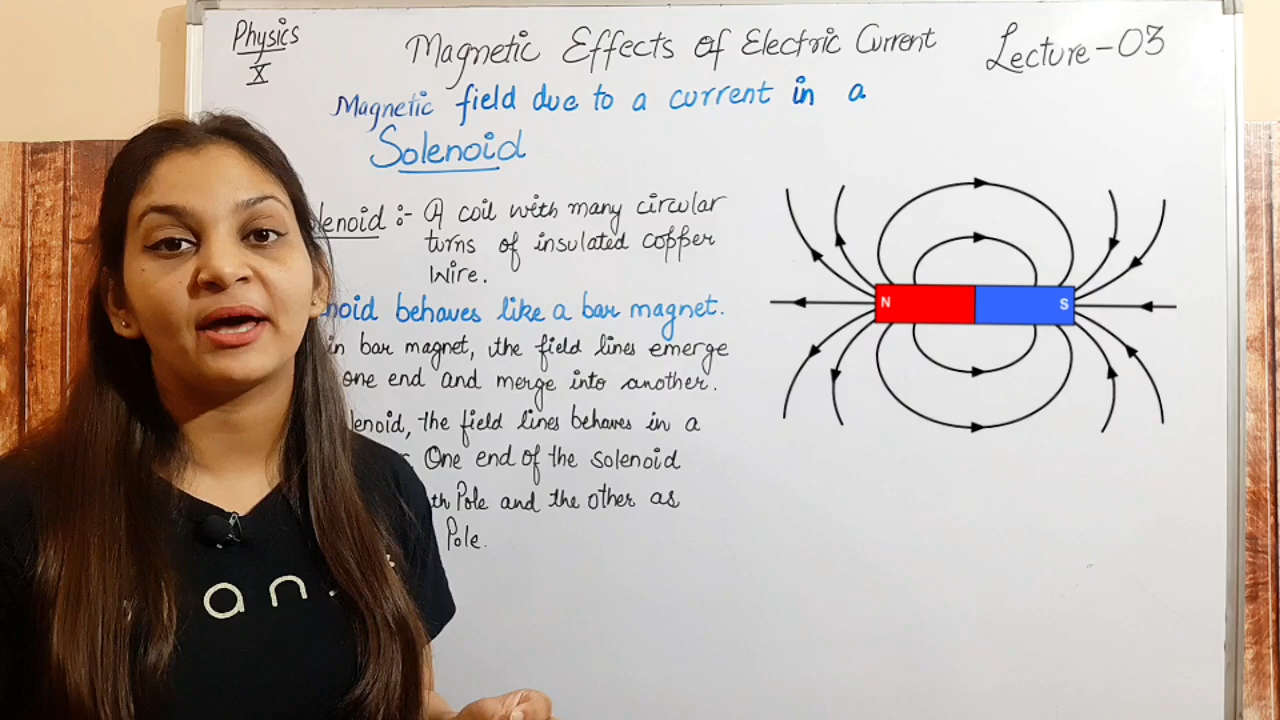 Physics
X
Magnetic Effects of Electric Current
Lecture-03
Magnetic field due to a current in a
Solenoid
olenoid :- A coil with many circular
turns of insulated copper
wire.
noid behaves like a bar magnet.
in bar magnet, the field lines emerge
one end and merge into another.
lenoid, the field lines behaves in a
One end of the solenoid
th Pole and the other as
Pole.
N
S
an